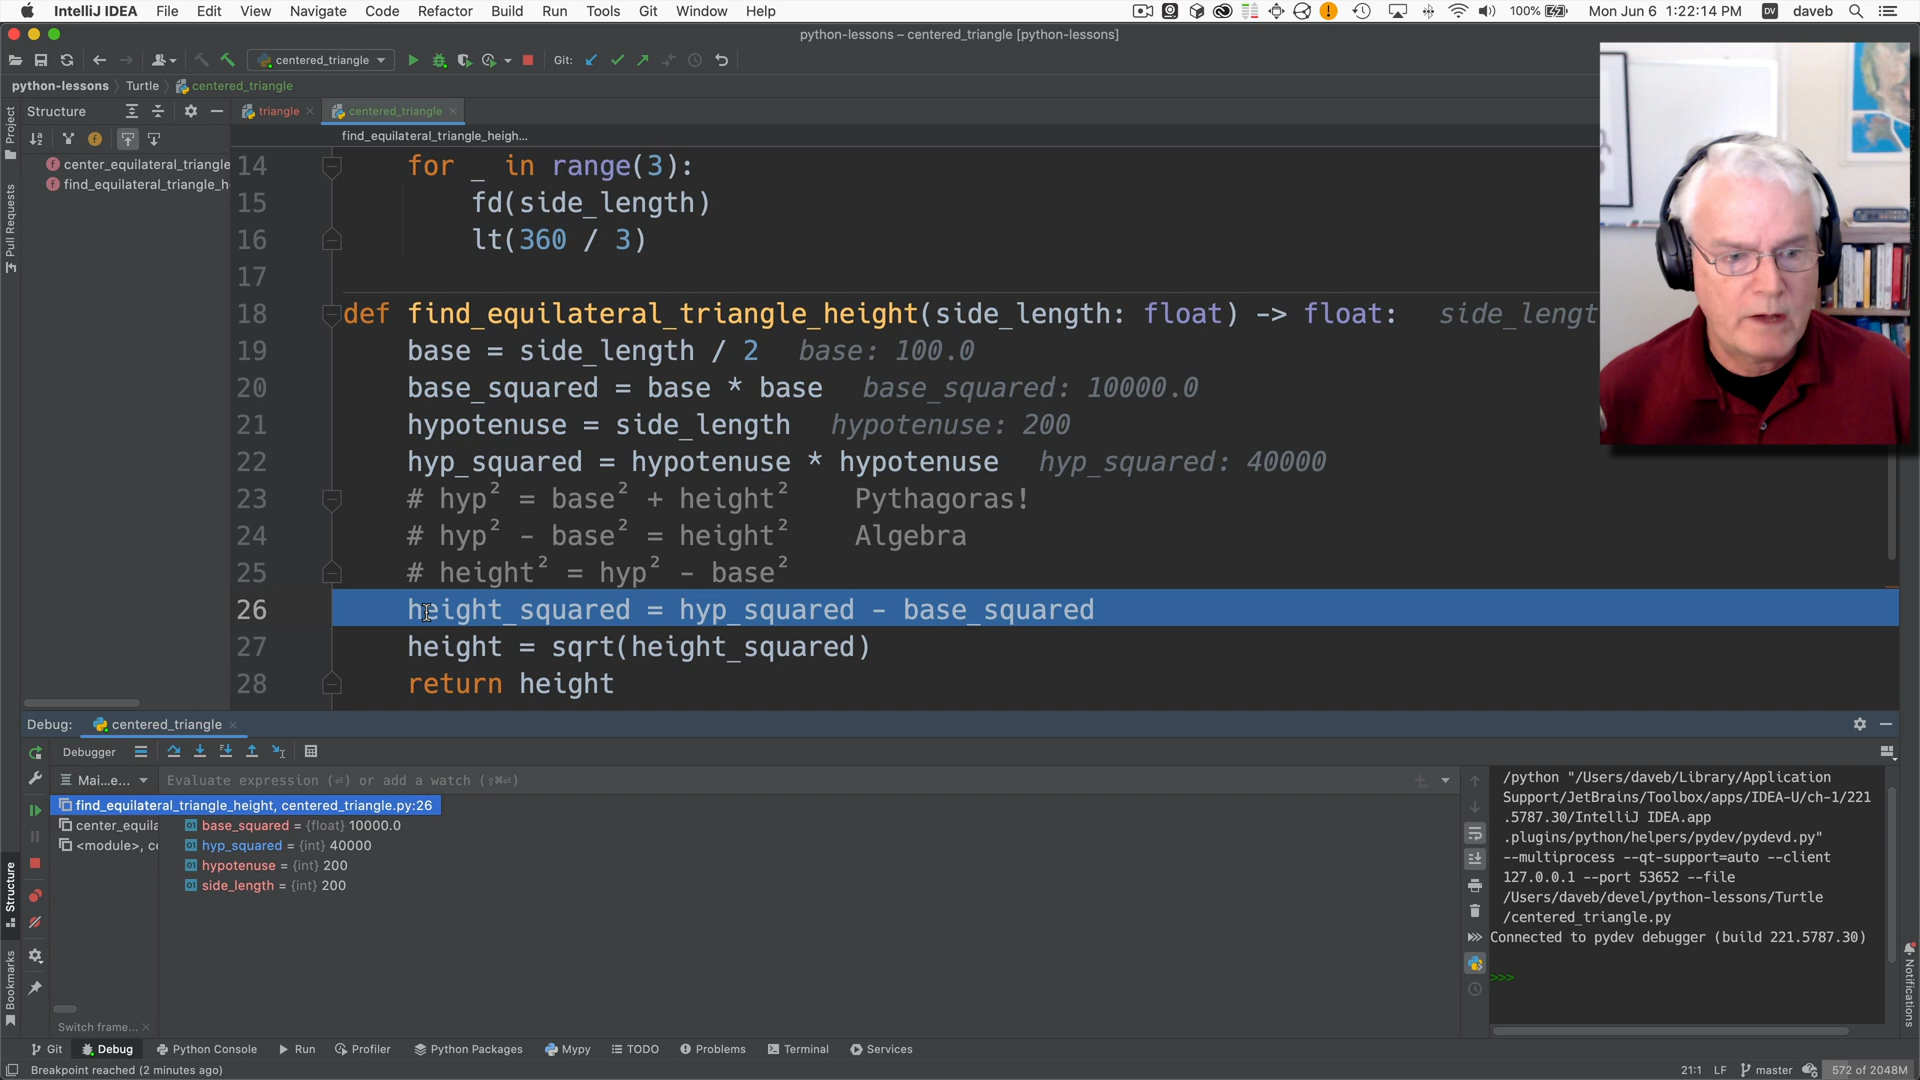 IntelliJ IDEA File Edit View Navigate Code Refactor Build Run Tools Git Window Help 100% Mon Jun 6 1:22:14 PM DV daveb
python-lessons – centered_triangle [python-lessons]
centered_triangle Git:
python-lessons Turtle centered_triangle
Structure triangle centered_triangle
find_equilateral_triangle_heigh...
center_equilateral_triangle
find_equilateral_triangle_h
Project
Pull Requests
14 for _ in range(3):
15 fd(side_length)
16 lt(360 / 3)
17
18 def find_equilateral_triangle_height(side_length: float) -> float: side_lengt
19 base = side_length / 2 base: 100.0
20 base_squared = base * base base_squared: 10000.0
21 hypotenuse = side_length hypotenuse: 200
22 hyp_squared = hypotenuse * hypotenuse hyp_squared: 40000
23 # hyp² = base² + height² Pythagoras!
24 # hyp² - base² = height² Algebra
25 # height² = hyp² - base²
26 height_squared = hyp_squared - base_squared
27 height = sqrt(height_squared)
28 return height
Debug: centered_triangle
Debugger
Mai...e... Evaluate expression (⏎) or add a watch (⇧⌘⏎)
find_equilateral_triangle_height, centered_triangle.py:26
center_equila base_squared = {float} 10000.0
<module>, ce hyp_squared = {int} 40000
hypotenuse = {int} 200
side_length = {int} 200
Switch frame...
/python "/Users/daveb/Library/Application
Support/JetBrains/Toolbox/apps/IDEA-U/ch-1/221
.5787.30/IntelliJ IDEA.app
.plugins/python/helpers/pydev/pydevd.py"
--multiprocess --qt-support=auto --client
127.0.0.1 --port 53652 --file
/Users/daveb/devel/python-lessons/Turtle
/centered_triangle.py
Connected to pydev debugger (build 221.5787.30)
>>>
Structure
Bookmarks
Notifications
Git Debug Python Console Run Profiler Python Packages Mypy TODO Problems Terminal Services
Breakpoint reached (2 minutes ago) 21:1 LF master 572 of 2048M